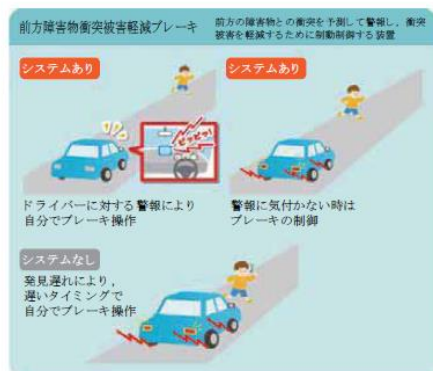 前方障害物衝突被害軽減ブレーキ
前方の障害物との衝突を予測して警報し、衝突
被害を軽減するために制動制御する装置
システムあり
ピピピッ!
ドライバーに対する警報により
自分でブレーキ操作
システムあり
警報に気付かない時は
ブレーキの制御
システムなし
発見遅れにより，
遅いタイミングで
自分でブレーキ操作